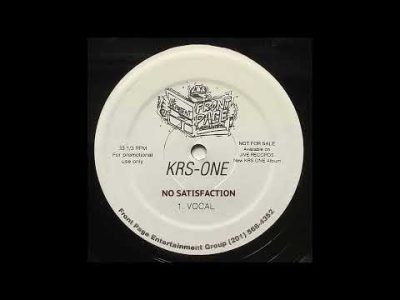 FRONT
PAGE
33 1/3 RPM
For promotional
use only
NOT FOR SALE
Available on
JIVE RECORDS
New KRS-ONE Album
KRS-ONE
NO SATISFACTION
1. VOCAL
Front Page Entertainment Group (201) 568-4352